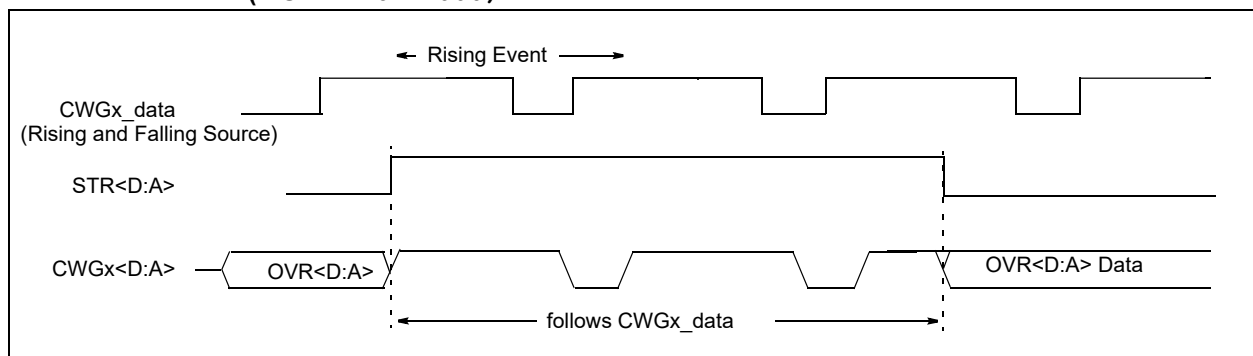 Rising Event
CWGx_data
(Rising and Falling Source)
STR<D:A>
CWGx<D:A>
OVR<D:A>
OVR<D:A> Data
follows CWGx_data